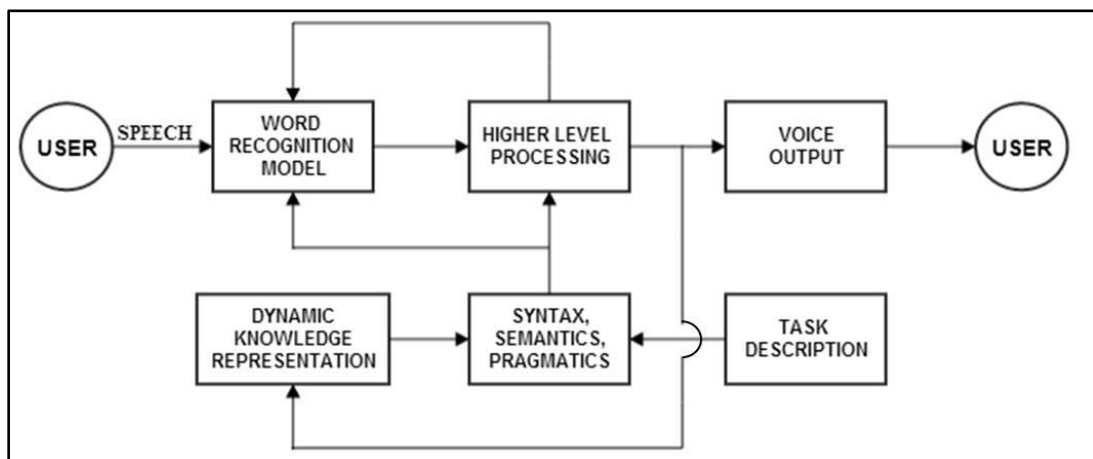 USER
SPEECH
WORD
RECOGNITION
MODEL
HIGHER LEVEL
PROCESSING
VOICE
OUTPUT
USER
DYNAMIC
KNOWLEDGE
REPRESENTATION
SYNTAX,
SEMANTICS,
PRAGMATICS
TASK
DESCRIPTION